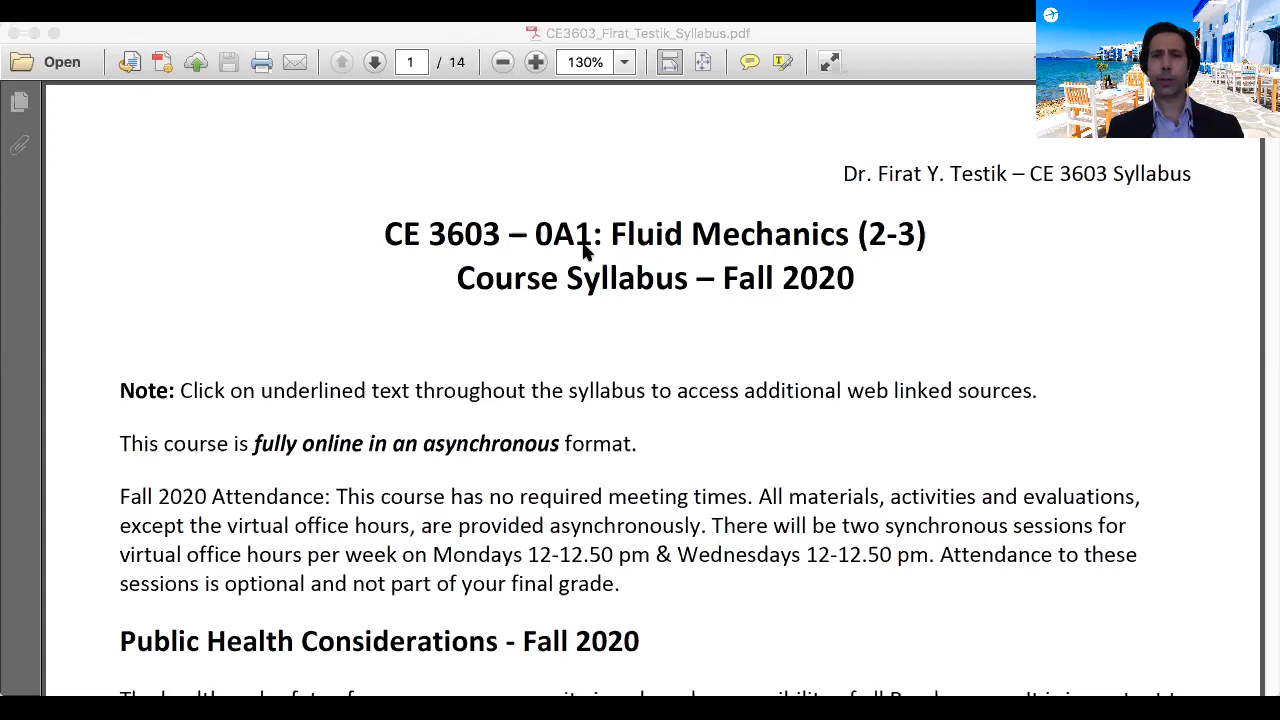 CE3603_Firat_Testik_Syllabus.pdf
Open
1
/ 14
130%
Dr. Firat Y. Testik – CE 3603 Syllabus
CE 3603 – 0A1: Fluid Mechanics (2-3)
Course Syllabus – Fall 2020
Note: Click on underlined text throughout the syllabus to access additional web linked sources.
This course is fully online in an asynchronous format.
Fall 2020 Attendance: This course has no required meeting times. All materials, activities and evaluations,
except the virtual office hours, are provided asynchronously. There will be two synchronous sessions for
virtual office hours per week on Mondays 12-12.50 pm & Wednesdays 12-12.50 pm. Attendance to these
sessions is optional and not part of your final grade.
Public Health Considerations - Fall 2020